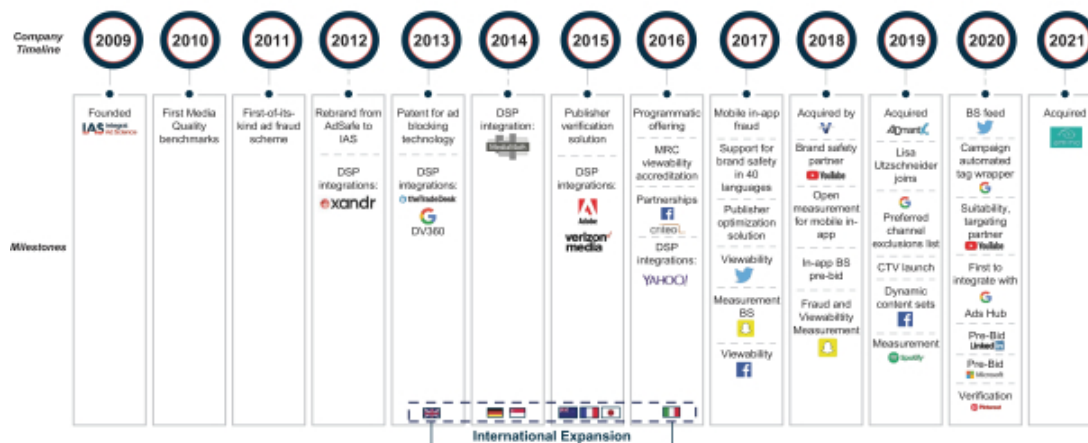 Company
Timeline
2009
2010
2011
2012
2013
2014
2015
2016
2017
2018
2019
2020
2021
Milestones
Founded
IAS Integral
Ad Science
First Media
Quality
benchmarks
First-of-its-
kind ad fraud
scheme
Rebrand from
AdSafe to
IAS
DSP
integrations:
xandr
Patent for ad
blocking
technology
DSP
integrations:
theTradeDesk
DV360
DSP
integration:
MediaMath
Publisher
verification
solution
DSP
integrations:
Adobe
verizon
media
Programmatic
offering
MRC
viewability
accreditation
Partnerships
criteo
DSP
integrations:
YAHOO!
Mobile in-app
fraud
Support for
brand safety
in 40
languages
Publisher
optimization
solution
Viewability
Measurement
BS
Viewability
Acquired by
V
Brand safety
partner
YouTube
Open
measurement
for mobile in-
app
In-app BS
pre-bid
Fraud and
Viewabiltity
Measurement
Acquired
ADmantX
Lisa
Utzschneider
joins
Preferred
channel
exclusions list
CTV launch
Dynamic
content sets
Measurement
Spotify
BS feed
Campaign
automated
tag wrapper
Suitability,
targeting
partner
YouTube
First to
integrate with
Ads Hub
Pre-Bid
LinkedIn
Pre-Bid
Microsoft
Verification
Pinterest
Acquired
International Expansion